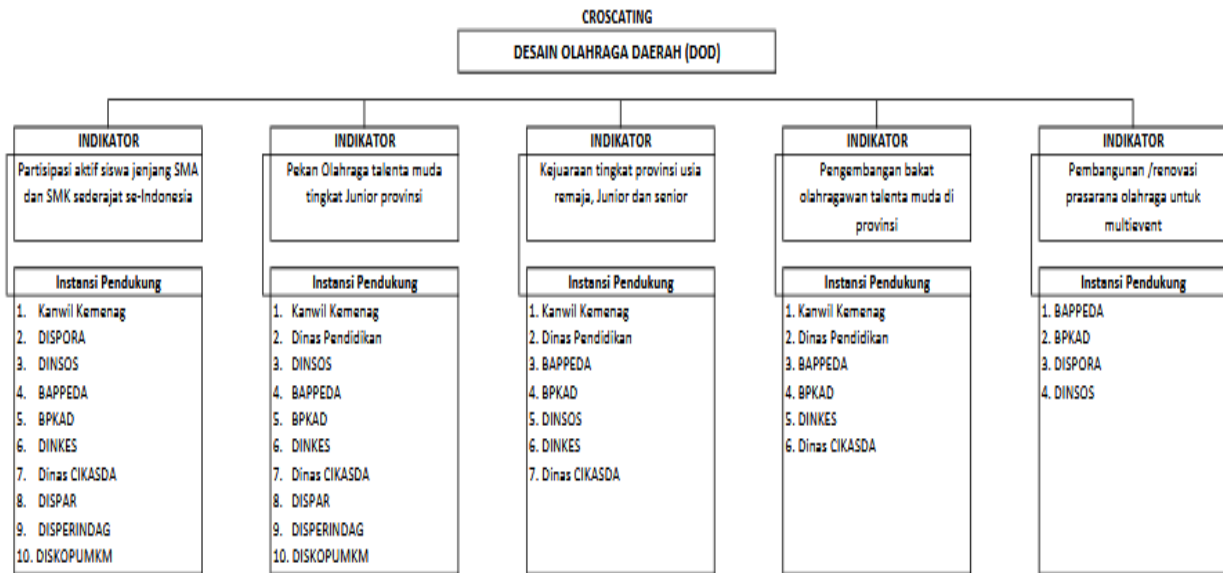 CROSCATING
DESAIN OLAHRAGA DAERAH (DOD)
INDIKATOR
Partisipasi aktif siswa jenjang SMA
dan SMK sederajat se-Indonesia
Instansi Pendukung
1. Kanwil Kemenag
2. DISPORA
3. DINSOS
4. BAPPEDA
5. BPKAD
6. DINKES
7. Dinas CIKASDA
8. DISPAR
9. DISPERINDAG
10. DISKOPUMKM
INDIKATOR
Pekan Olahraga talenta muda
tingkat Junior provinsi
Instansi Pendukung
1. Kanwil Kemenag
2. Dinas Pendidikan
3. DINSOS
4. BAPPEDA
5. BPKAD
6. DINKES
7. Dinas CIKASDA
8. DISPAR
9. DISPERINDAG
10. DISKOPUMKM
INDIKATOR
Kejuaraan tingkat provinsi usia
remaja, Junior dan senior
Instansi Pendukung
1. Kanwil Kemenag
2. Dinas Pendidikan
3. BAPPEDA
4. BPKAD
5. DINSOS
6. DINKES
7. Dinas CIKASDA
INDIKATOR
Pengembangan bakat
olahragawan talenta muda di
provinsi
Instansi Pendukung
1. Kanwil Kemenag
2. Dinas Pendidikan
3. BAPPEDA
4. BPKAD
5. DINKES
6. Dinas CIKASDA
INDIKATOR
Pembangunan /renovasi
prasarana olahraga untuk
multievent
Instansi Pendukung
1. BAPPEDA
2. BPKAD
3. DISPORA
4. DINSOS